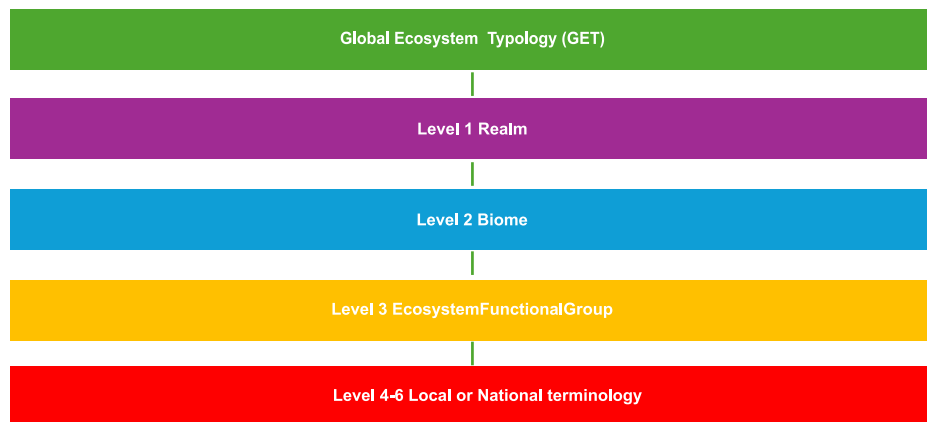 Global Ecosystem  Typology (GET)
Level 1 Realm
Level 2 Biome
Level 3 EcosystemFunctionalGroup
Level 4-6 Local or National terminology